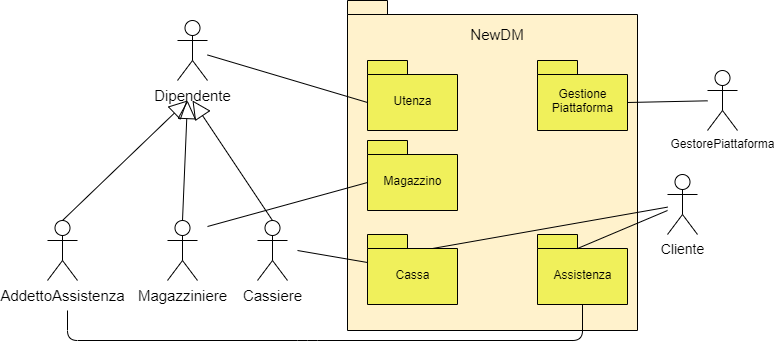 NewDM
Dipendente
Utenza
Gestione
Piattaforma
GestorePiattaforma
Magazzino
AddettoAssistenza
Magazziniere
Cassiere
Cassa
Assistenza
Cliente